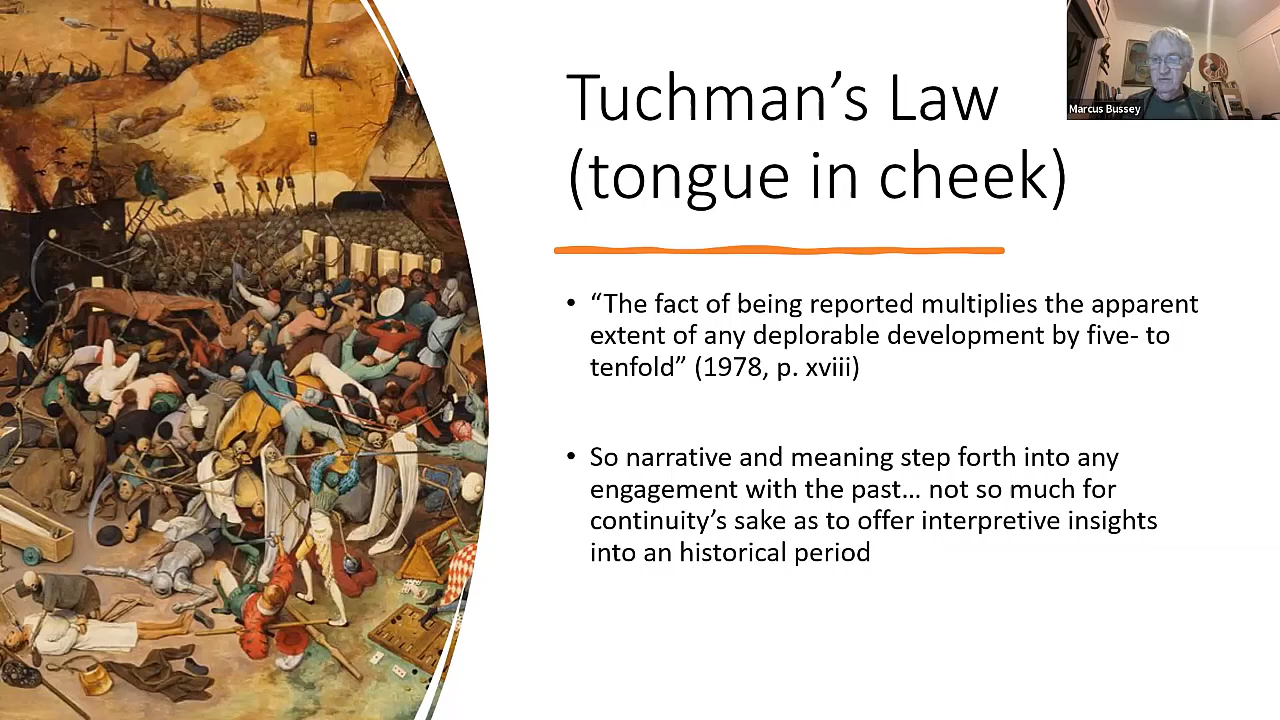 Tuchman’s Law
(tongue in cheek)
Marcus Bussey
• “The fact of being reported multiplies the apparent
extent of any deplorable development by five- to
tenfold” (1978, p. xviii)
• So narrative and meaning step forth into any
engagement with the past… not so much for
continuity’s sake as to offer interpretive insights
into an historical period